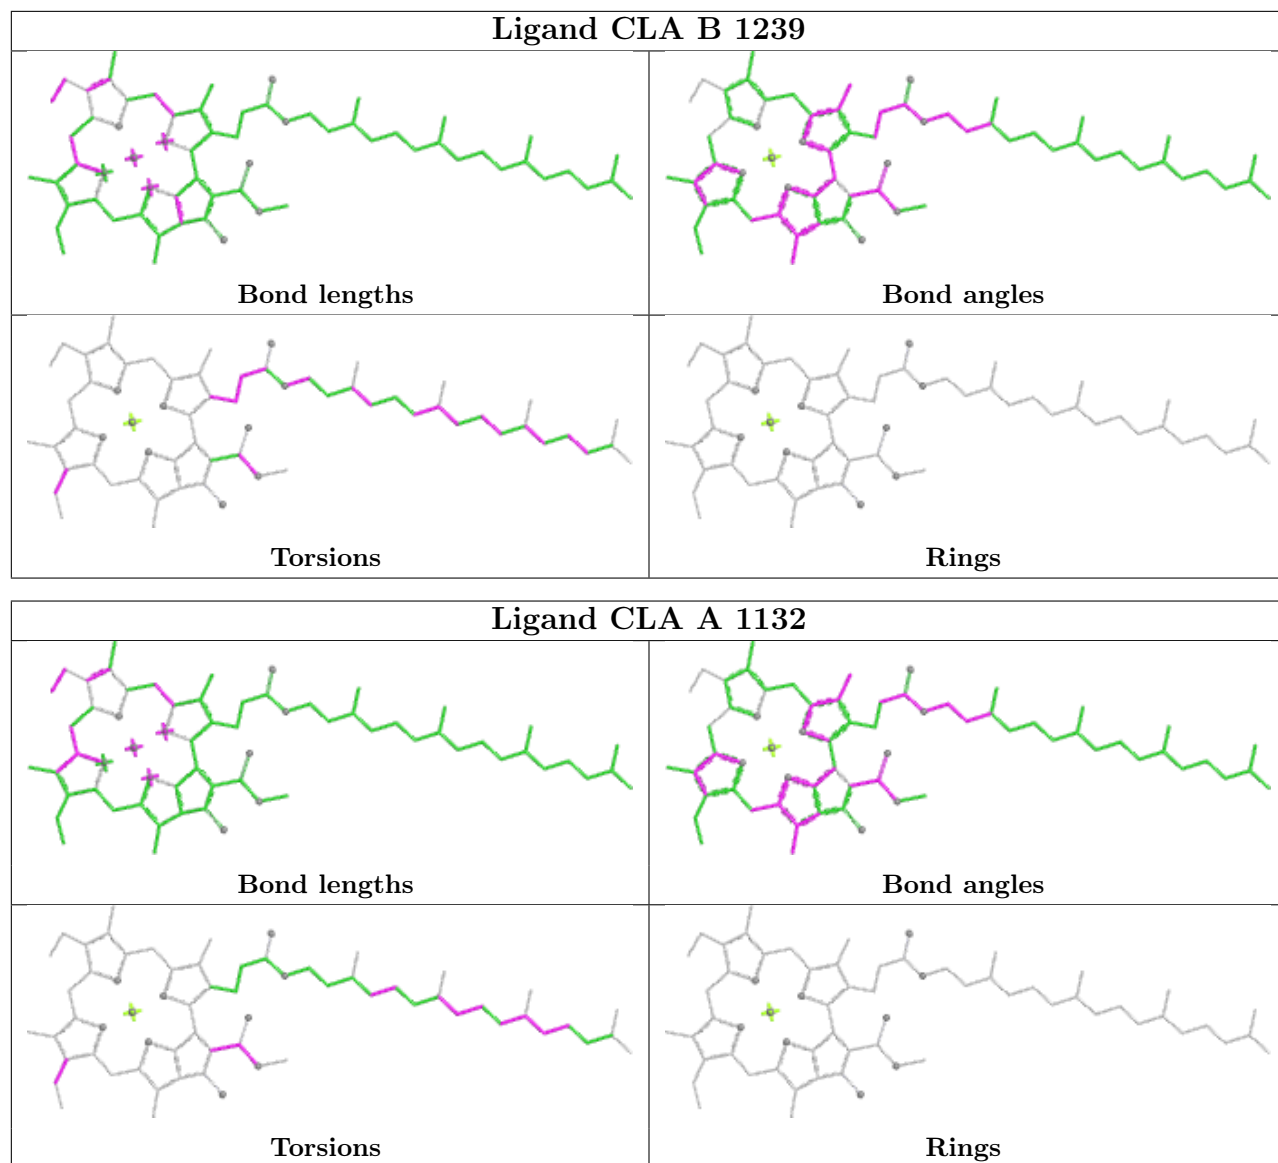 Ligand CLA B 1239
Bond lengths
Bond angles
Torsions
Rings
Ligand CLA A 1132
Bond lengths
Bond angles
Torsions
Rings